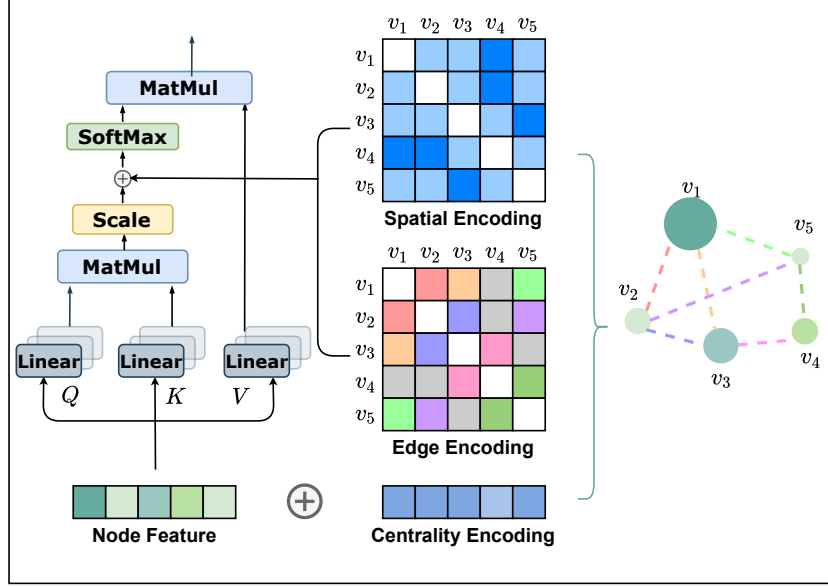 MatMul
SoftMax
+
Scale
MatMul
Linear Linear Linear
Q K V
Node Feature
v1 v2 v3 v4 v5
v1
v2
v3
v4
v5
Spatial Encoding
v1 v2 v3 v4 v5
v1
v2
v3
v4
v5
Edge Encoding
+
Centrality Encoding
v1
v5
v2
v4
v3